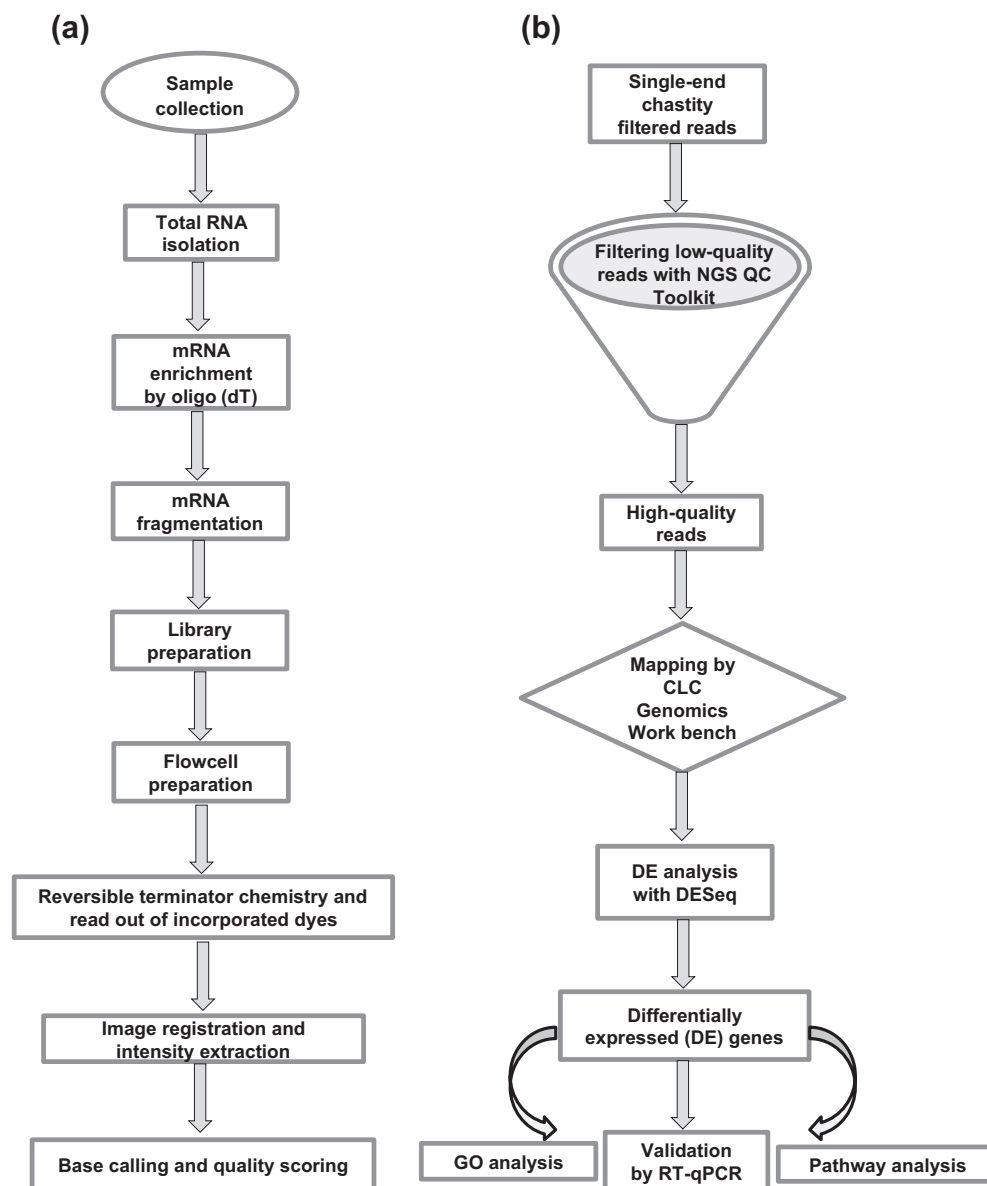 (a)
Sample
collection
Total RNA
isolation
mRNA
enrichment
by oligo (dT)
mRNA
fragmentation
Library
preparation
Flowcell
preparation
Reversible terminator chemistry and
read out of incorporated dyes
Image registration and
intensity extraction
Base calling and quality scoring
(b)
Single-end
chastity
filtered reads
Filtering low-quality
reads with NGS QC
Toolkit
High-quality
reads
Mapping by
CLC
Genomics
Work bench
DE analysis
with DESeq
Differentially
expressed (DE) genes
GO analysis
Validation
by RT-qPCR
Pathway analysis